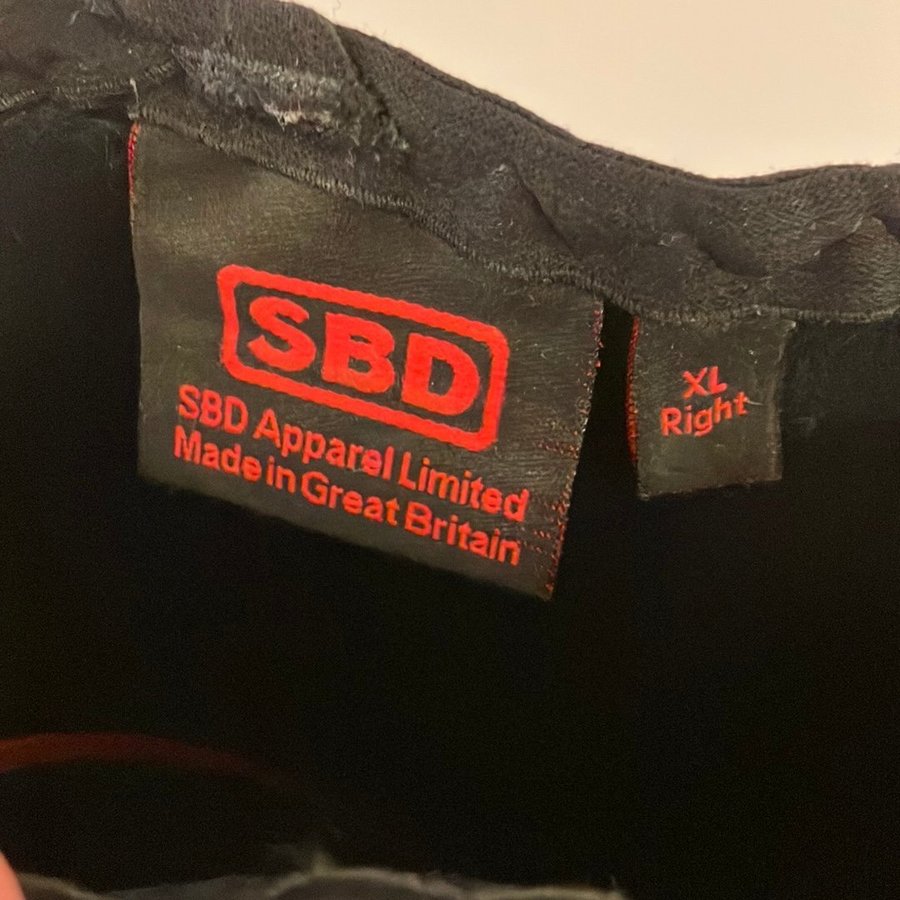 SBD
SBD Apparel Limited
Made in Great Britain
XL
Right